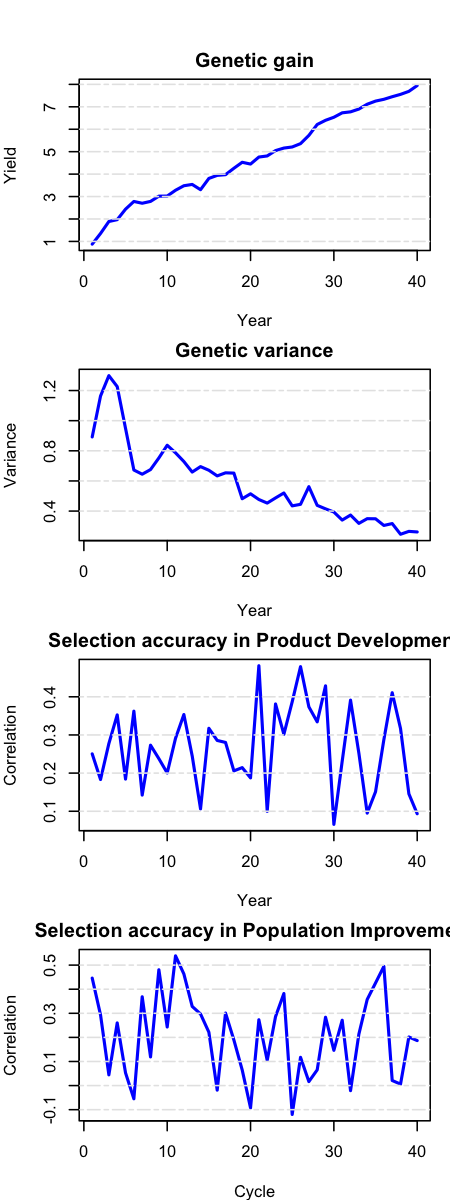 Genetic gain
7
5
3
1
Yield
0 10 20 30 40
Year
Genetic variance
1.2
0.8
0.4
Variance
0 10 20 30 40
Year
Selection accuracy in Product Developmen
0.4
0.3
0.2
0.1
Correlation
0 10 20 30 40
Year
Selection accuracy in Population Improveme
0.5
0.3
0.1
-0.1
Correlation
0 10 20 30 40
Cycle